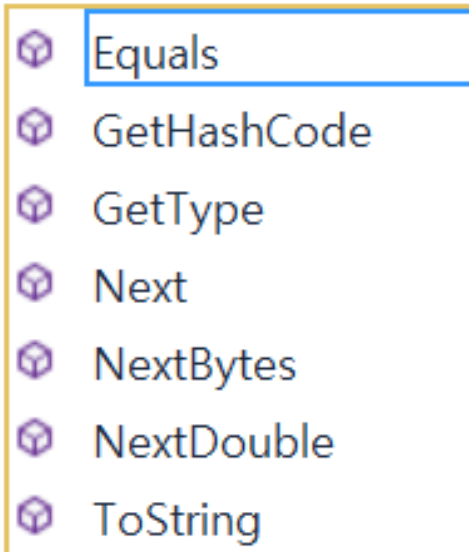 Equals
GetHashCode
GetType
Next
NextBytes
NextDouble
ToString